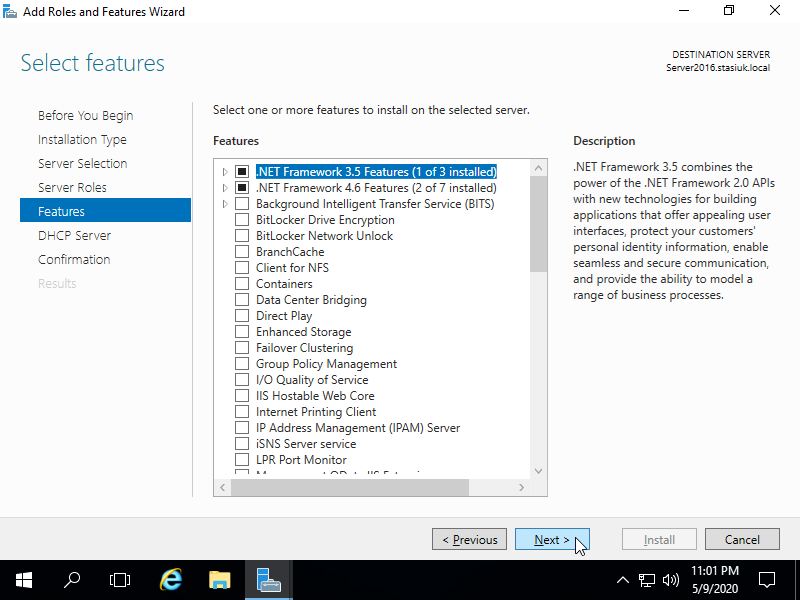 Add Roles and Features Wizard
Select features
DESTINATION SERVER
Server2016.stasiuk.local
Before You Begin
Installation Type
Server Selection
Server Roles
Features
DHCP Server
Confirmation
Results
Select one or more features to install on the selected server.
Features
.NET Framework 3.5 Features (1 of 3 installed)
.NET Framework 4.6 Features (2 of 7 installed)
Background Intelligent Transfer Service (BITS)
BitLocker Drive Encryption
BitLocker Network Unlock
BranchCache
Client for NFS
Containers
Data Center Bridging
Direct Play
Enhanced Storage
Failover Clustering
Group Policy Management
I/O Quality of Service
IIS Hostable Web Core
Internet Printing Client
IP Address Management (IPAM) Server
iSNS Server service
LPR Port Monitor
Description
.NET Framework 3.5 combines the
power of the .NET Framework 2.0 APIs
with new technologies for building
applications that offer appealing user
interfaces, protect your customers'
personal identity information, enable
seamless and secure communication,
and provide the ability to model a
range of business processes.
< Previous
Next >
Install
Cancel
11:01 PM
5/9/2020